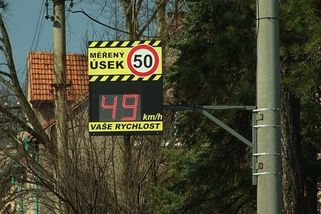 MĚŘENÝ
ÚSEK 50
49 km/h
VAŠE RYCHLOST